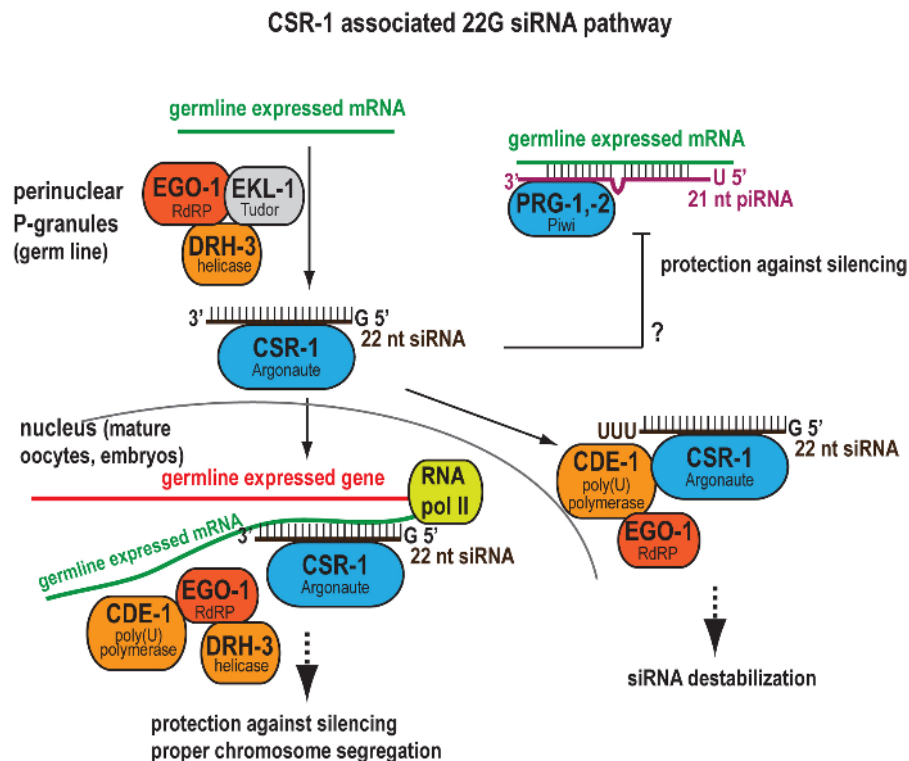 CSR-1 associated 22G siRNA pathway
germline expressed mRNA
perinuclear
P-granules
(germ line)
EGO-1
RdRP
EKL-1
Tudor
DRH-3
helicase
3' G 5'
22 nt siRNA
CSR-1
Argonaute
germline expressed mRNA
3' U 5'
21 nt piRNA
PRG-1,-2
Piwi
protection against silencing
?
nucleus (mature
oocytes, embryos)
germline expressed gene
RNA
pol II
germline expressed mRNA
3' G 5'
22 nt siRNA
CSR-1
Argonaute
EGO-1
RdRP
CDE-1
poly(U)
polymerase
DRH-3
helicase
protection against silencing
proper chromosome segregation
UUU G 5'
22 nt siRNA
CDE-1
poly(U)
polymerase
CSR-1
Argonaute
EGO-1
RdRP
siRNA destabilization